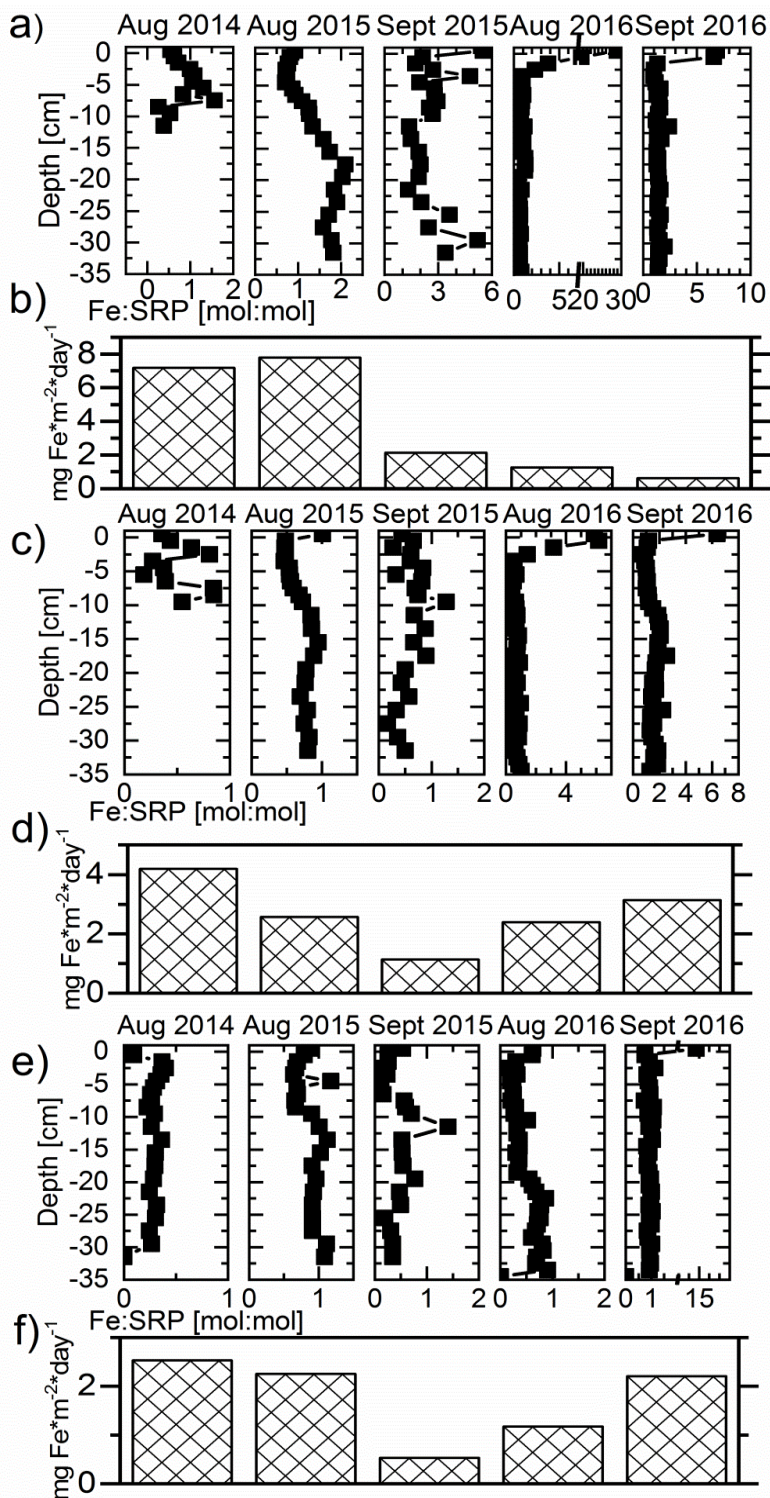 a)
Aug 2014 Aug 2015 Sept 2015 Aug 2016 Sept 2016
Depth [cm]
0
-5
-10
-15
-20
-25
-30
-35
0 1 2 0 1 2 0 3 6 0 5 20 30 0 5 10
Fe:SRP [mol:mol]
b)
mg Fe*m-2*day-1
8
6
4
2
0
c)
Aug 2014 Aug 2015 Sept 2015 Aug 2016 Sept 2016
Depth [cm]
0
-5
-10
-15
-20
-25
-30
-35
0 1 0 1 0 1 2 0 4 0 2 4 6 8
Fe:SRP [mol:mol]
d)
mg Fe*m-2*day-1
4
2
0
e)
Aug 2014 Aug 2015 Sept 2015 Aug 2016 Sept 2016
Depth [cm]
0
-5
-10
-15
-20
-25
-30
-35
0 1 0 1 0 1 2 0 1 2 0 1 15
Fe:SRP [mol:mol]
f)
mg Fe*m-2*day-1
2
0